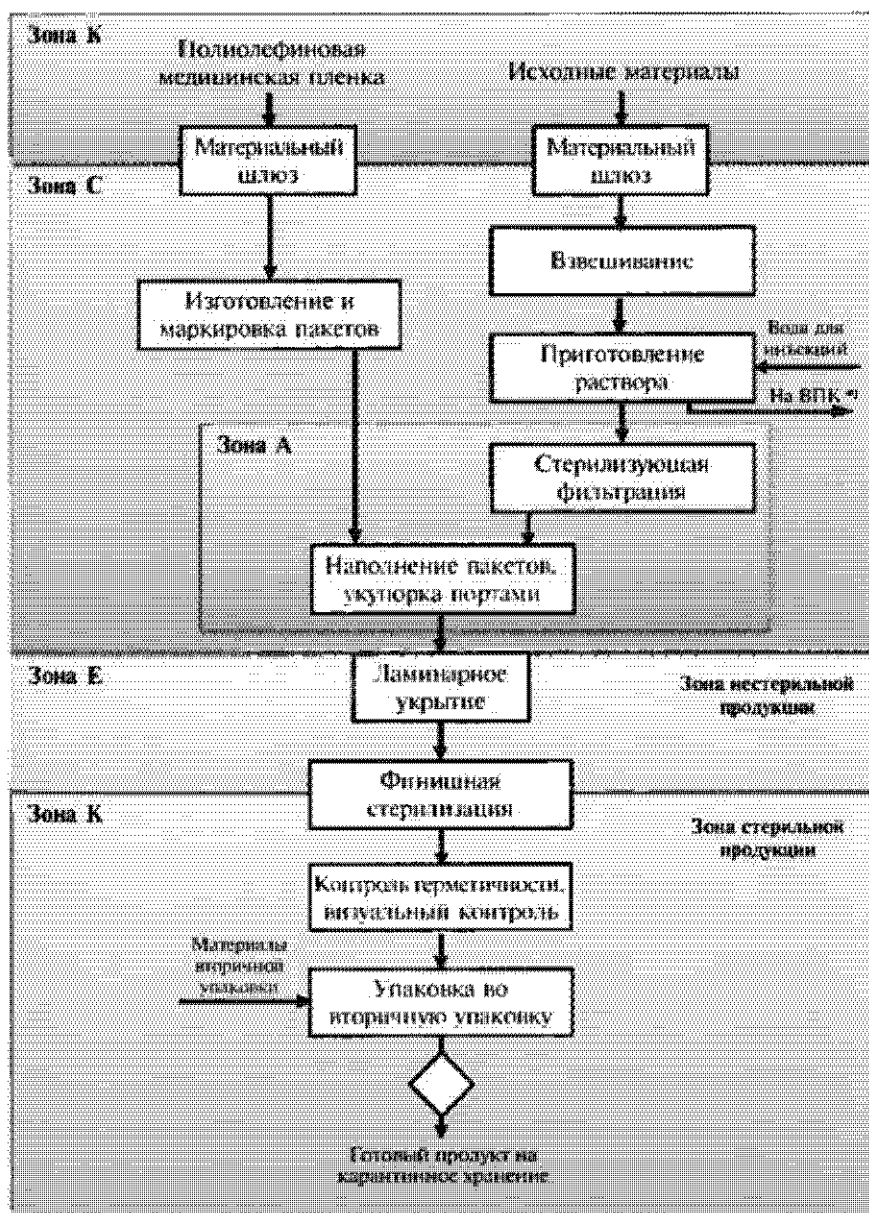 Зона К
Полиолефиновая
медицинская пленка
Исходные материалы
Материальный
шлюз
Материальный
шлюз
Зона С
Взвешивание
Изготовление и
маркировка пакетов
Вода для
инъекций
Приготовление
раствора
На ВПК *)
Зона А
Стерилизующая
фильтрация
Наполнение пакетов,
укупорка портами
Зона Е
Ламинарное
укрытие
Зона нестерильной
продукции
Финишная
стерилизация
Зона К
Зона стерильной
продукции
Контроль герметичности,
визуальный контроль
Материалы
вторичной
упаковки
Упаковка во
вторичную упаковку
Готовый продукт на
карантинное хранение